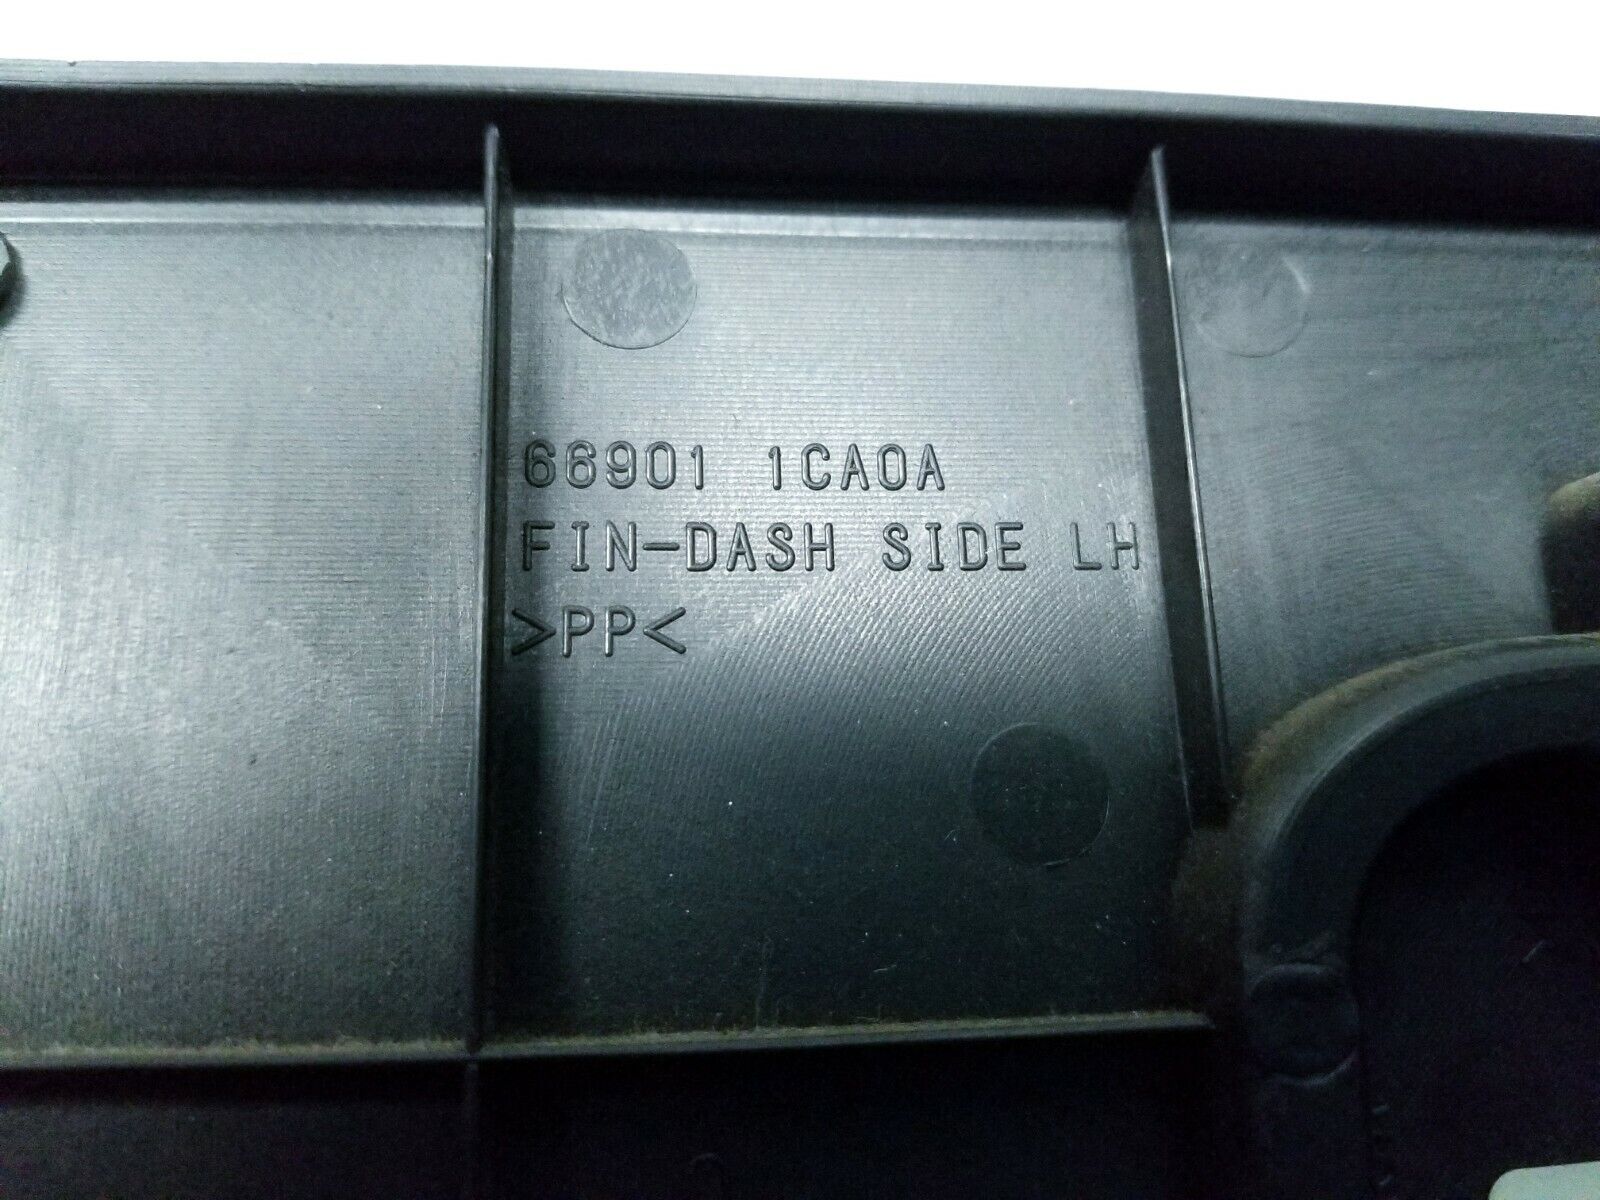 66901 1CA0A
FIN-DASH SIDE LH
>PP<